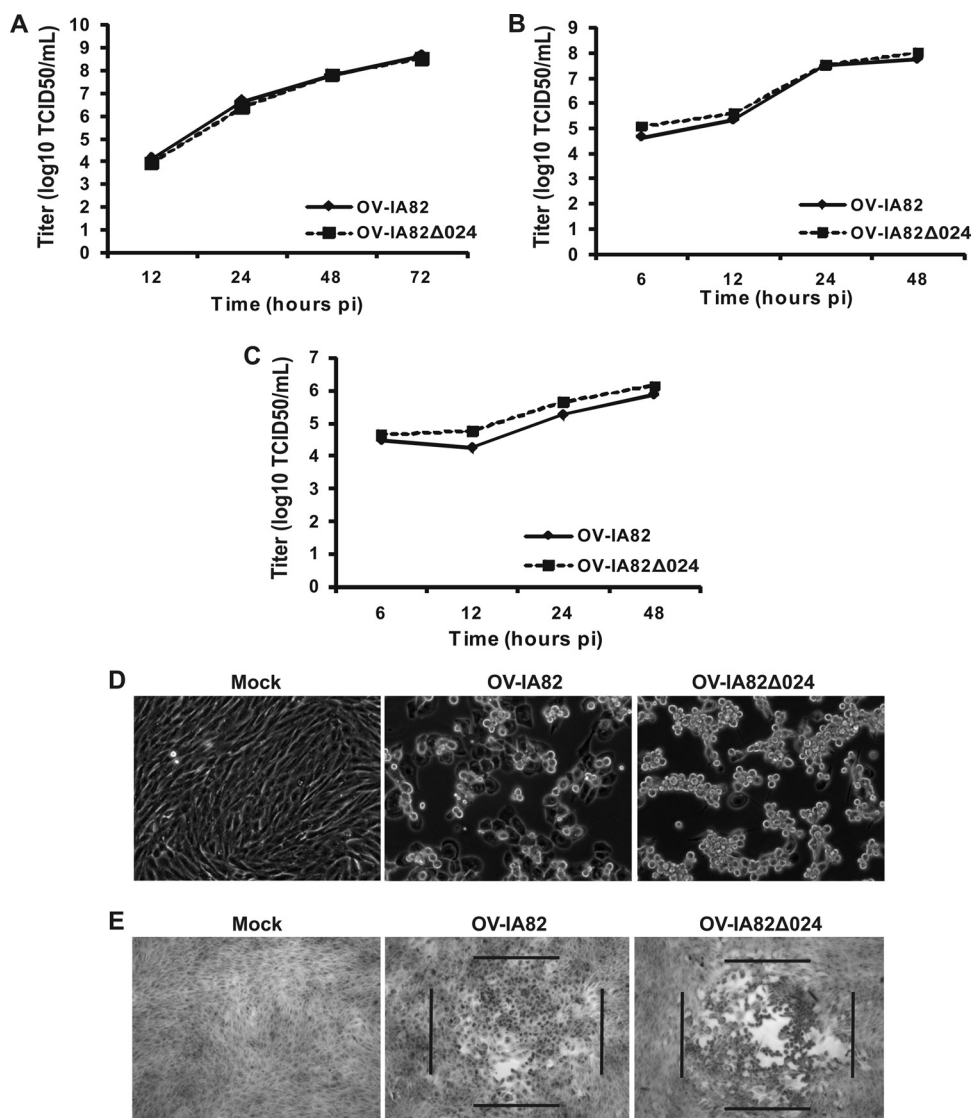 A
Titer (log10 TCID50/mL)
10
9
8
7
6
5
4
3
2
1
0
OV-IA82
OV-IA82Δ024
12 24 48 72
Time (hours pi)
B
Titer (log10 TCID50/mL)
9
8
7
6
5
4
3
2
1
0
OV-IA82
OV-IA82Δ024
6 12 24 48
Time (hours pi)
C
Titer (log10 TCID50/mL)
7
6
5
4
3
2
1
0
OV-IA82
OV-IA82Δ024
6 12 24 48
Time (hours pi)
D
Mock OV-IA82 OV-IA82Δ024
E
Mock OV-IA82 OV-IA82Δ024